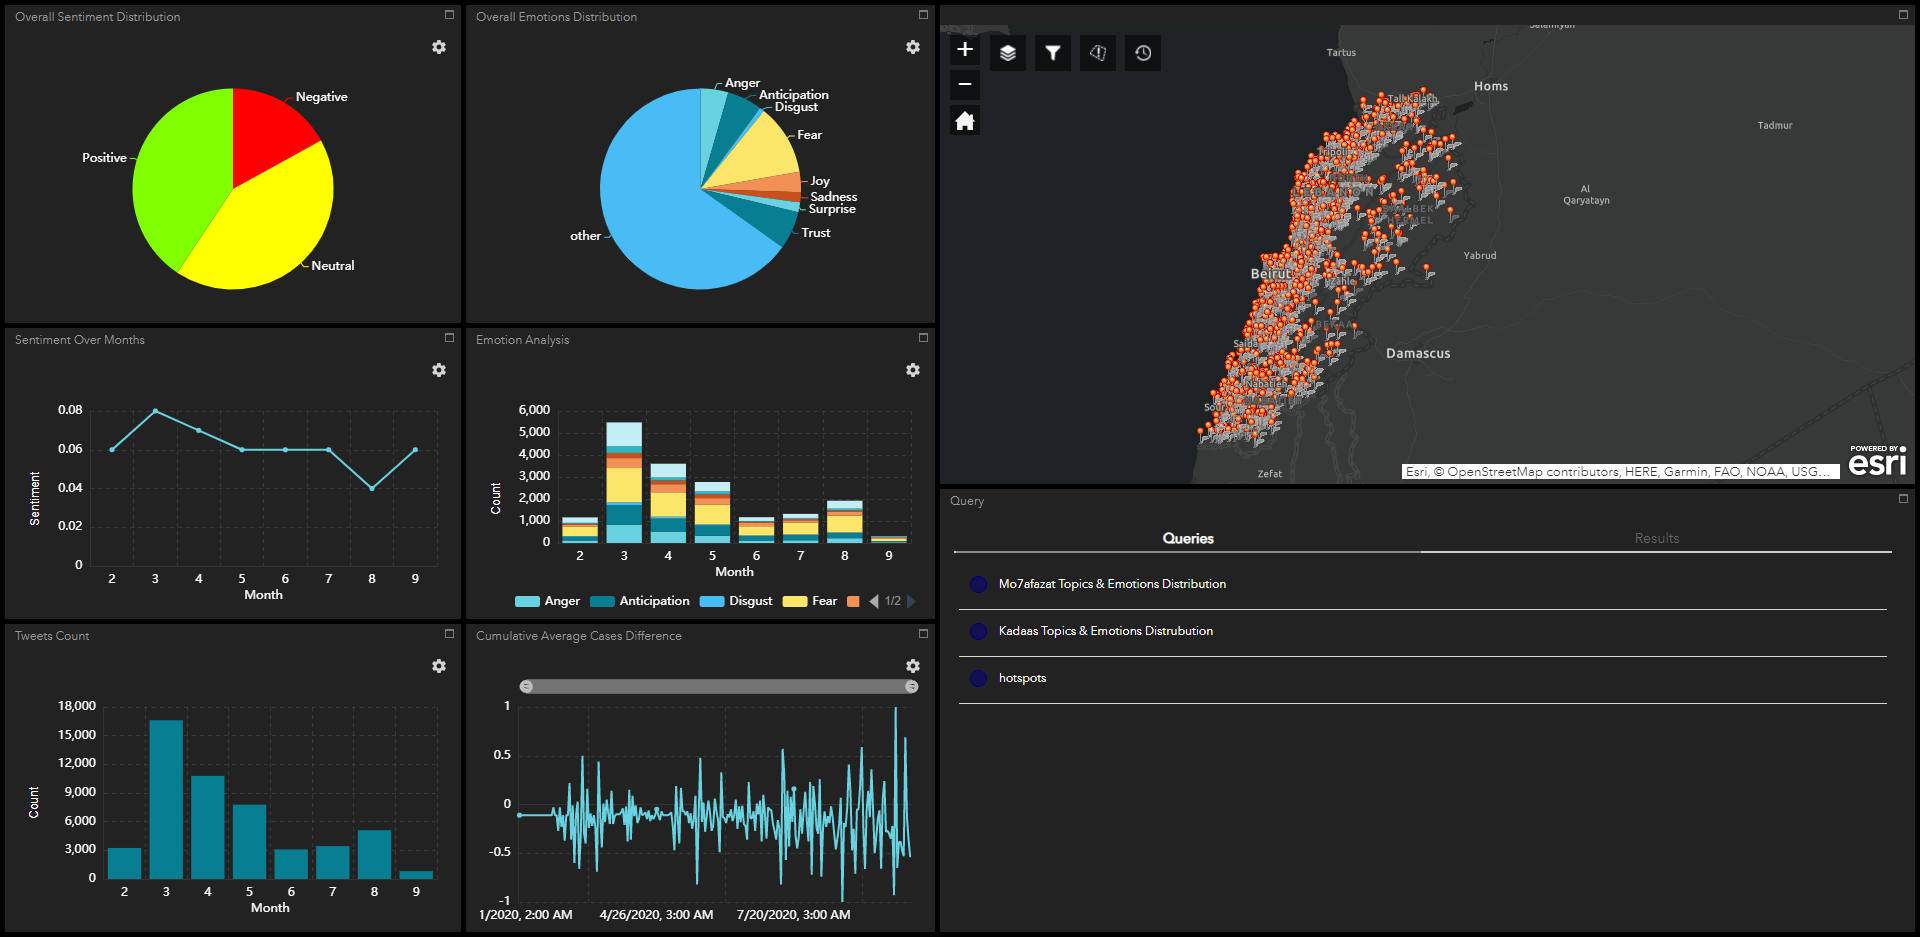 Overall Sentiment Distribution
Negative
Positive
Neutral
Overall Emotions Distribution
Anger
Anticipation
Disgust
Fear
Joy
Sadness
Surprise
Trust
other
Salamiyah
Tartus
Homs
Tall Kalakh
Tadmur
Tripoli
Al
Qaryatayn
BAALBEK
HERMEL
Yabrud
Beirut
Zahle
BEKAA
Saida
Damascus
Nabatieh
Sour
Zefat
POWERED BY
esri
Esri, © OpenStreetMap contributors, HERE, Garmin, FAO, NOAA, USG...
Sentiment Over Months
0.08
0.06
0.04
0.02
0
Sentiment
2 3 4 5 6 7 8 9
Month
Emotion Analysis
6,000
5,000
4,000
3,000
2,000
1,000
0
Count
2 3 4 5 6 7 8 9
Month
Anger Anticipation Disgust Fear 1/2
Query
Queries Results
Mo7afazat Topics & Emotions Distribution
Kadaas Topics & Emotions Distrubution
hotspots
Tweets Count
18,000
15,000
12,000
9,000
6,000
3,000
0
Count
2 3 4 5 6 7 8 9
Month
Cumulative Average Cases Difference
1
0.5
0
-0.5
-1
1/2020, 2:00 AM 4/26/2020, 3:00 AM 7/20/2020, 3:00 AM